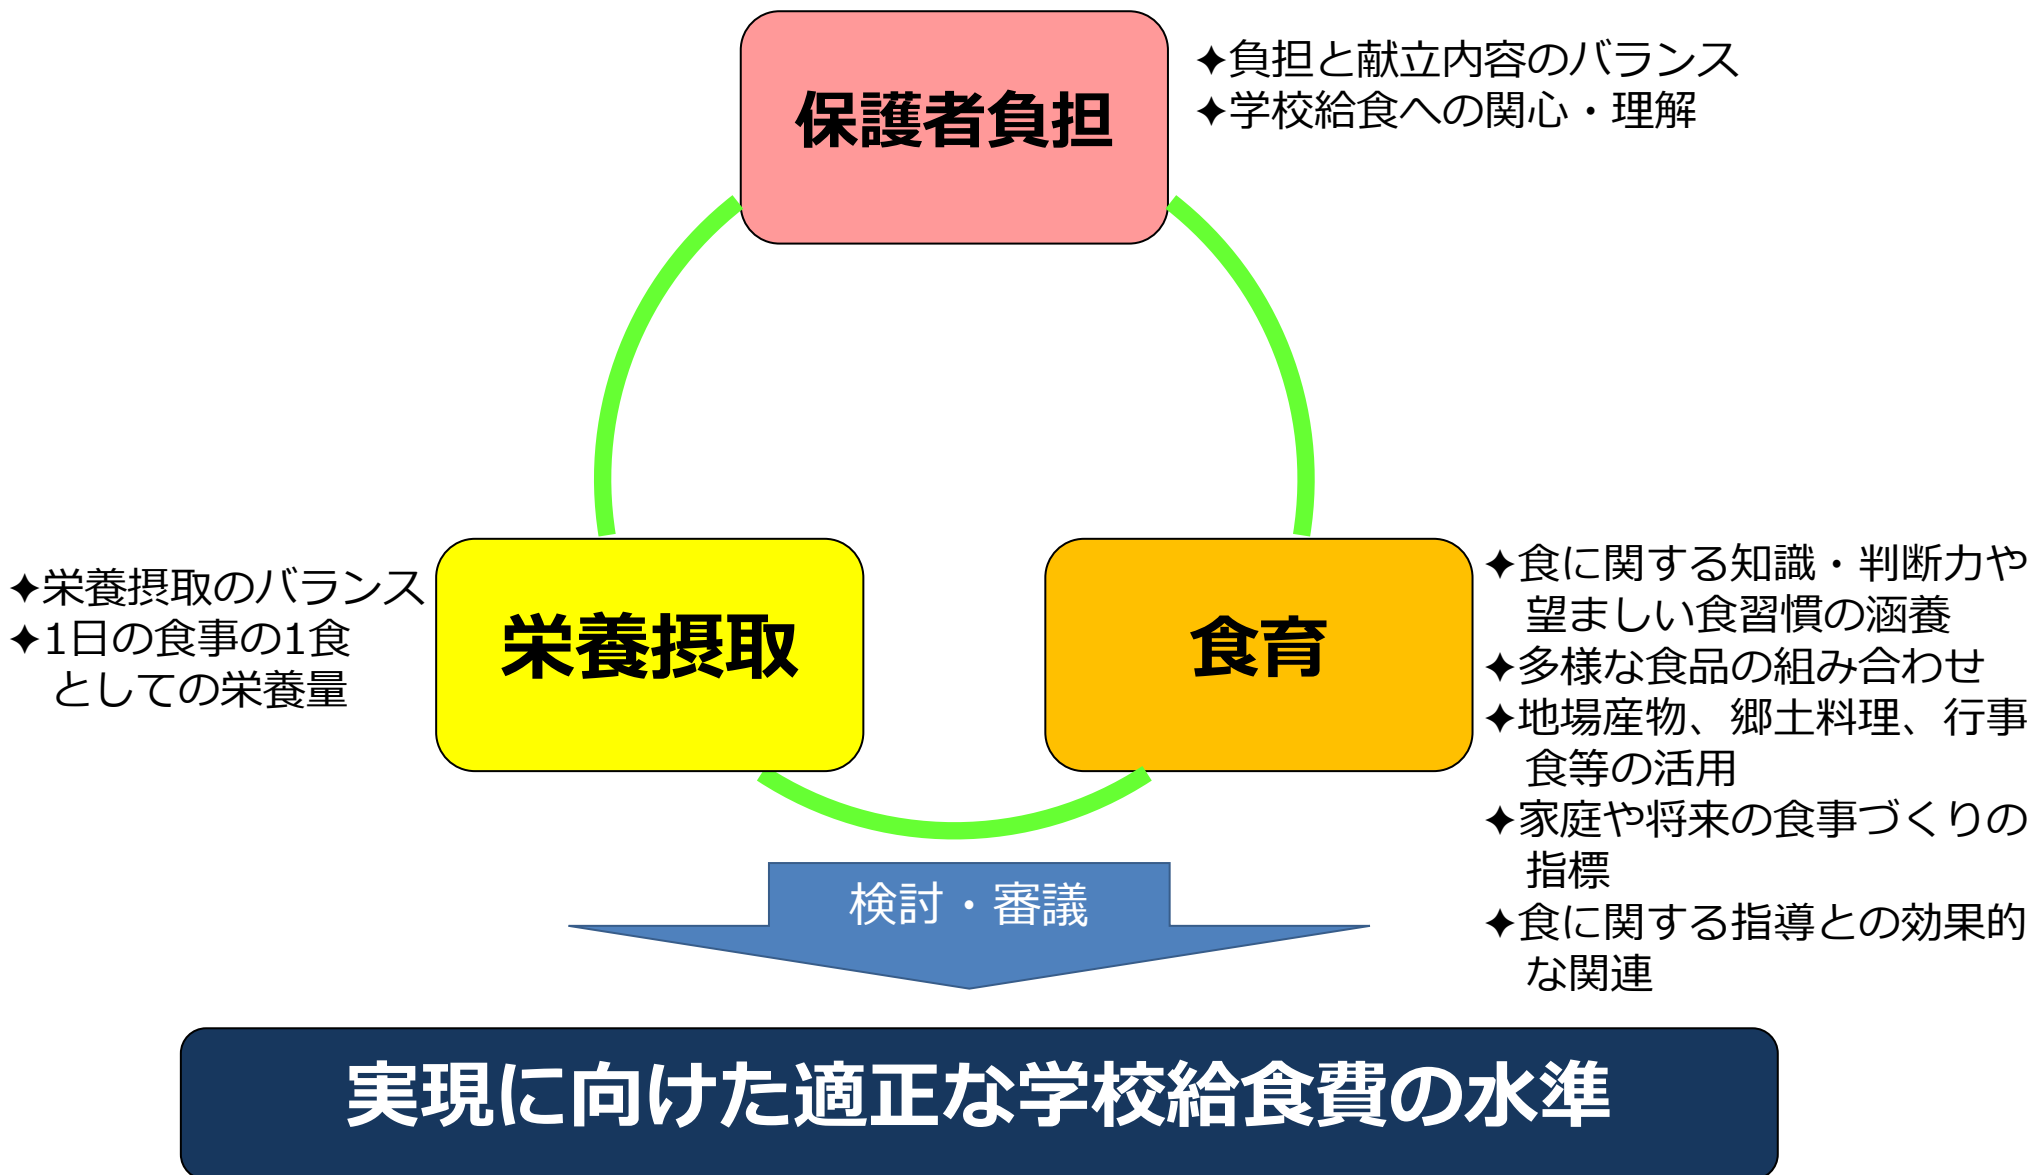 保護者負担
✦負担と献立内容のバランス
✦学校給食への関心・理解
✦栄養摂取のバランス
✦1日の食事の1食
としての栄養量
栄養摂取
食育
✦食に関する知識・判断力や
望ましい食習慣の涵養
✦多様な食品の組み合わせ
✦地場産物、郷土料理、行事
食等の活用
✦家庭や将来の食事づくりの
指標
✦食に関する指導との効果的
な関連
検討・審議
実現に向けた適正な学校給食費の水準